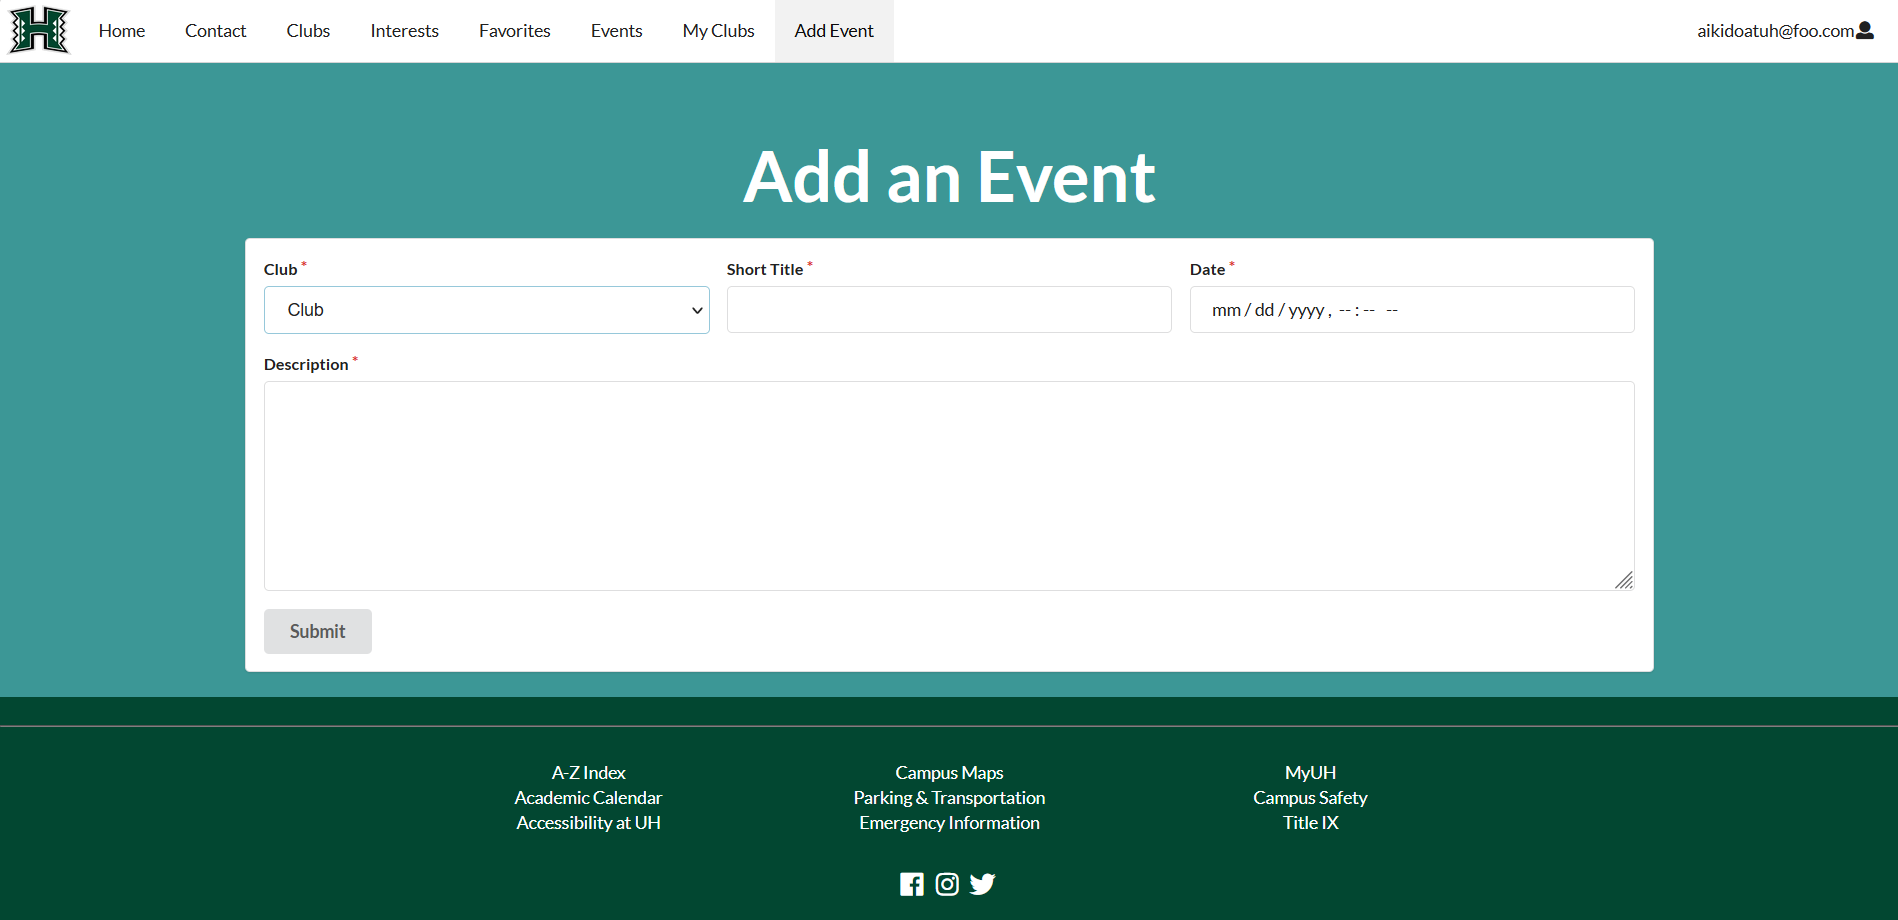 H
Home Contact Clubs Interests Favorites Events My Clubs Add Event aikidoatuh@foo.com
Add an Event
Club * Short Title * Date *
Club mm/dd/yyyy, --:-- --
Description *
Submit
A-Z Index Campus Maps MyUH
Academic Calendar Parking & Transportation Campus Safety
Accessibility at UH Emergency Information Title IX